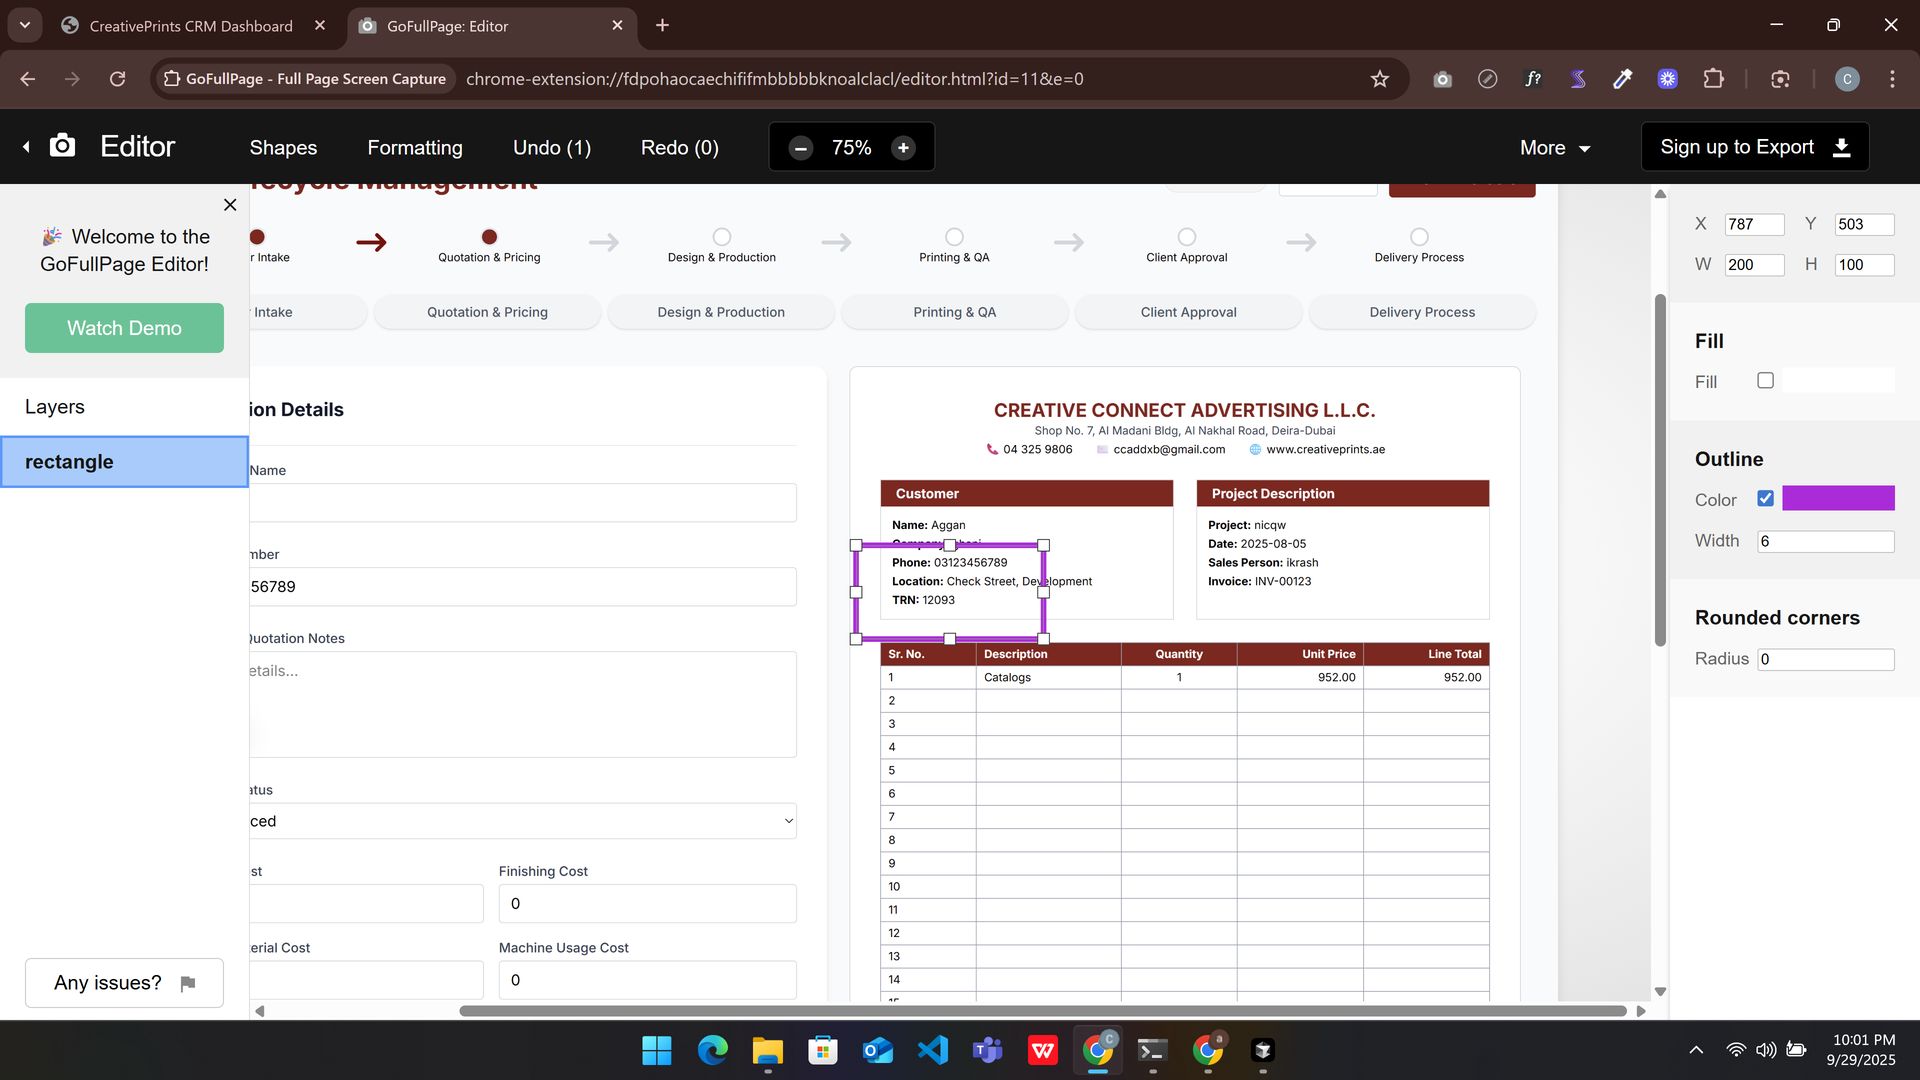 CreativePrints CRM Dashboard
GoFullPage: Editor
GoFullPage - Full Page Screen Capture
chrome-extension://fdpohaocaechififmbbbbbknoalclacl/editor.html?id=11&e=0
f?
C
Editor
Shapes
Formatting
Undo (1)
Redo (0)
75%
More
Sign up to Export
Welcome to the
GoFullPage Editor!
Watch Demo
Layers
rectangle
Any issues?
Quotation & Pricing
Design & Production
Printing & QA
Client Approval
Delivery Process
r Intake
Intake
Quotation & Pricing
Design & Production
Printing & QA
Client Approval
Delivery Process
ion Details
Name
mber
56789
Quotation Notes
etails...
atus
ced
st
Finishing Cost
0
erial Cost
Machine Usage Cost
0
CREATIVE CONNECT ADVERTISING L.L.C.
Shop No. 7, Al Madani Bldg, Al Nakhal Road, Deira-Dubai
04 325 9806
ccaddxb@gmail.com
www.creativeprints.ae
Customer
Name: Aggan
Phone: 03123456789
Location: Check Street, Development
TRN: 12093
Project Description
Project: nicqw
Date: 2025-08-05
Sales Person: ikrash
Invoice: INV-00123
Sr. No. Description Quantity Unit Price Line Total
1 Catalogs 1 952.00 952.00
2
3
4
5
6
7
8
9
10
11
12
13
14
X 787 Y 503
W 200 H 100
Fill
Fill
Outline
Color
Width 6
Rounded corners
Radius 0
10:01 PM
9/29/2025